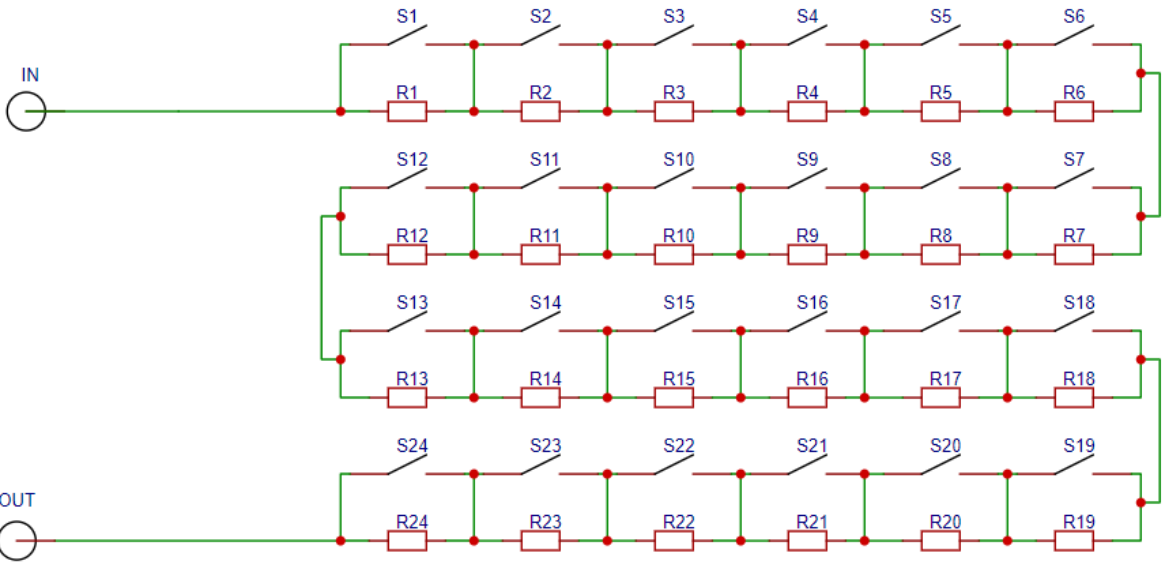 S1 S2 S3 S4 S5 S6
IN
R1 R2 R3 R4 R5 R6
S12 S11 S10 S9 S8 S7
R12 R11 R10 R9 R8 R7
S13 S14 S15 S16 S17 S18
R13 R14 R15 R16 R17 R18
S24 S23 S22 S21 S20 S19
OUT
R24 R23 R22 R21 R20 R19